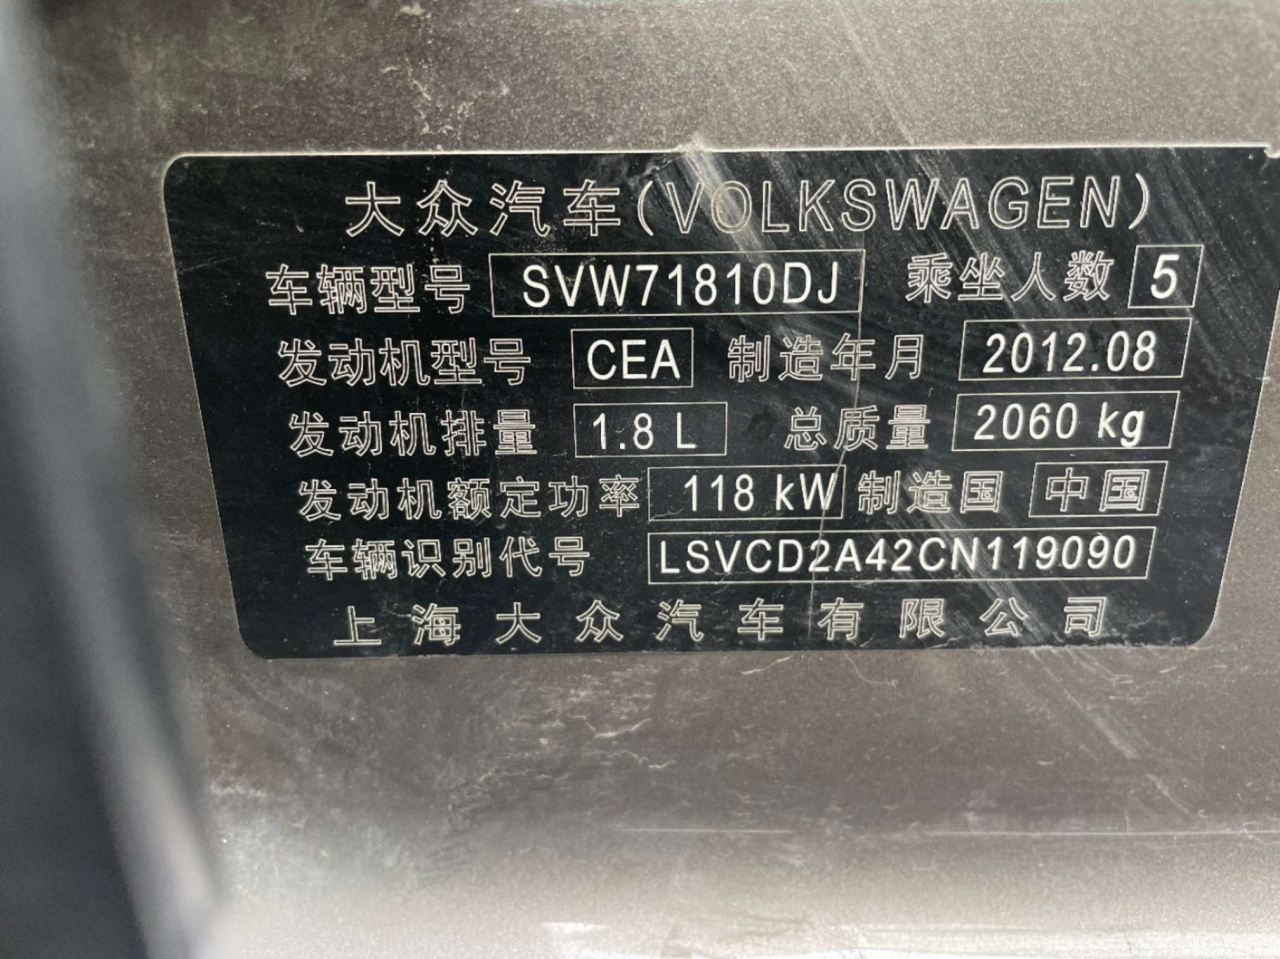 大众汽车(VOLKSWAGEN)
车辆型号 SVW71810DJ 乘坐人数 5
发动机型号 CEA 制造年月 2012.08
发动机排量 1.8 L 总质量 2060 kg
发动机额定功率 118 kW 制造国 中国
车辆识别代号 LSVCD2A42CN119090
上海大众汽车有限公司